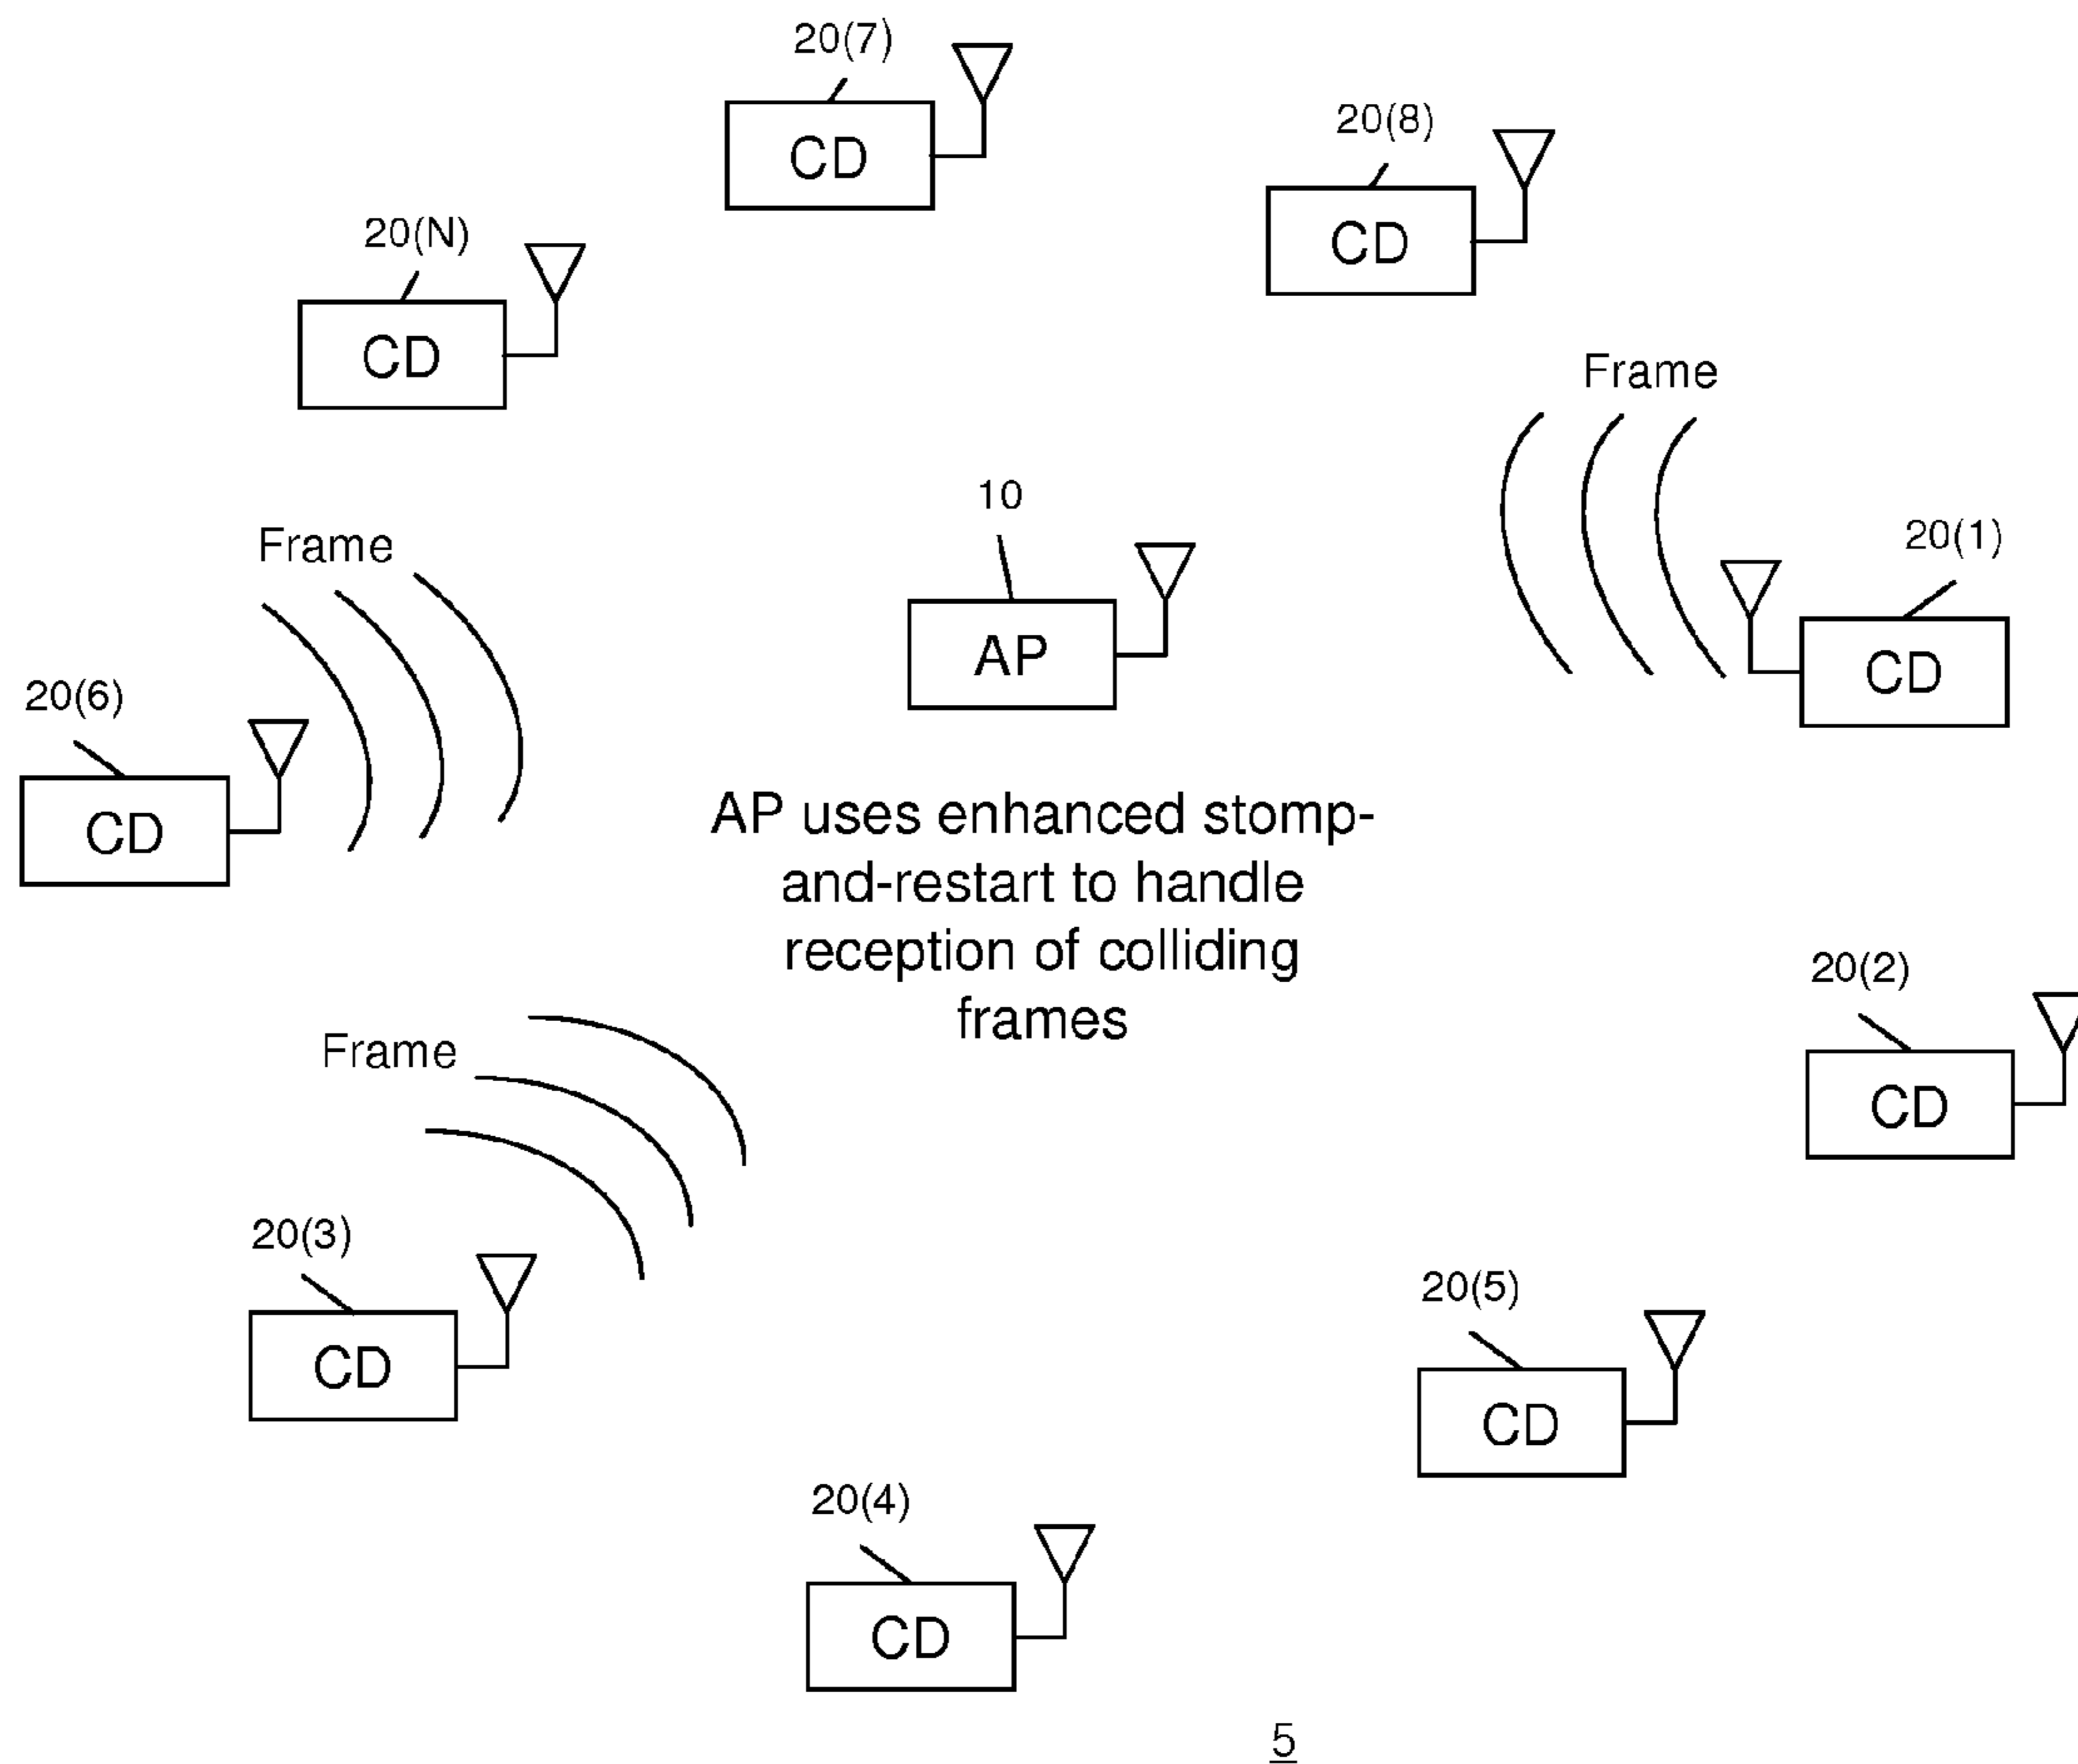 20(7)
CD
20(8)
CD
20(N)
CD
Frame
10
AP
20(1)
CD
Frame
20(6)
CD
AP uses enhanced stomp-
and-restart to handle
reception of colliding
frames
20(2)
CD
Frame
20(3)
CD
20(5)
CD
20(4)
CD
5